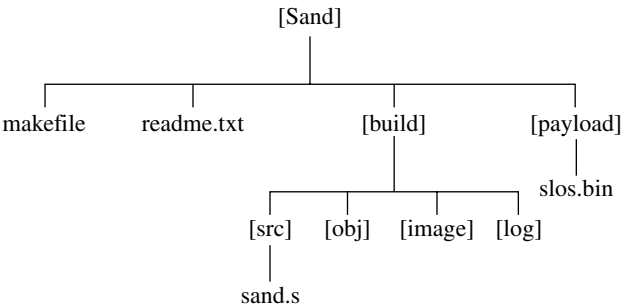 [Sand]
makefile readme.txt [build] [payload]
slos.bin
[src] [obj] [image] [log]
sand.s